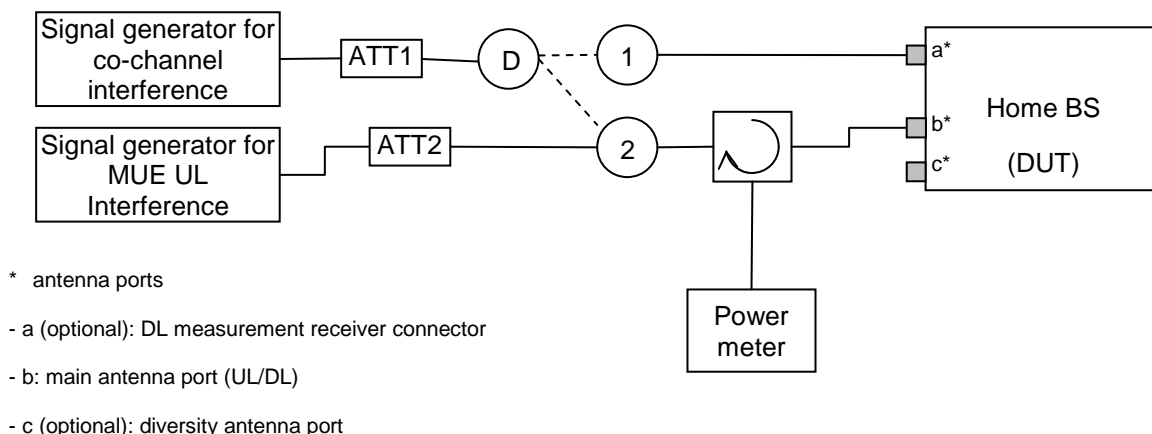 Signal generator for
co-channel
interference
ATT1
D
1
a*
Home BS
(DUT)
Signal generator for
MUE UL
Interference
ATT2
2
b*
c*
Power
meter
* antenna ports
- a (optional): DL measurement receiver connector
- b: main antenna port (UL/DL)
- c (optional): diversity antenna port